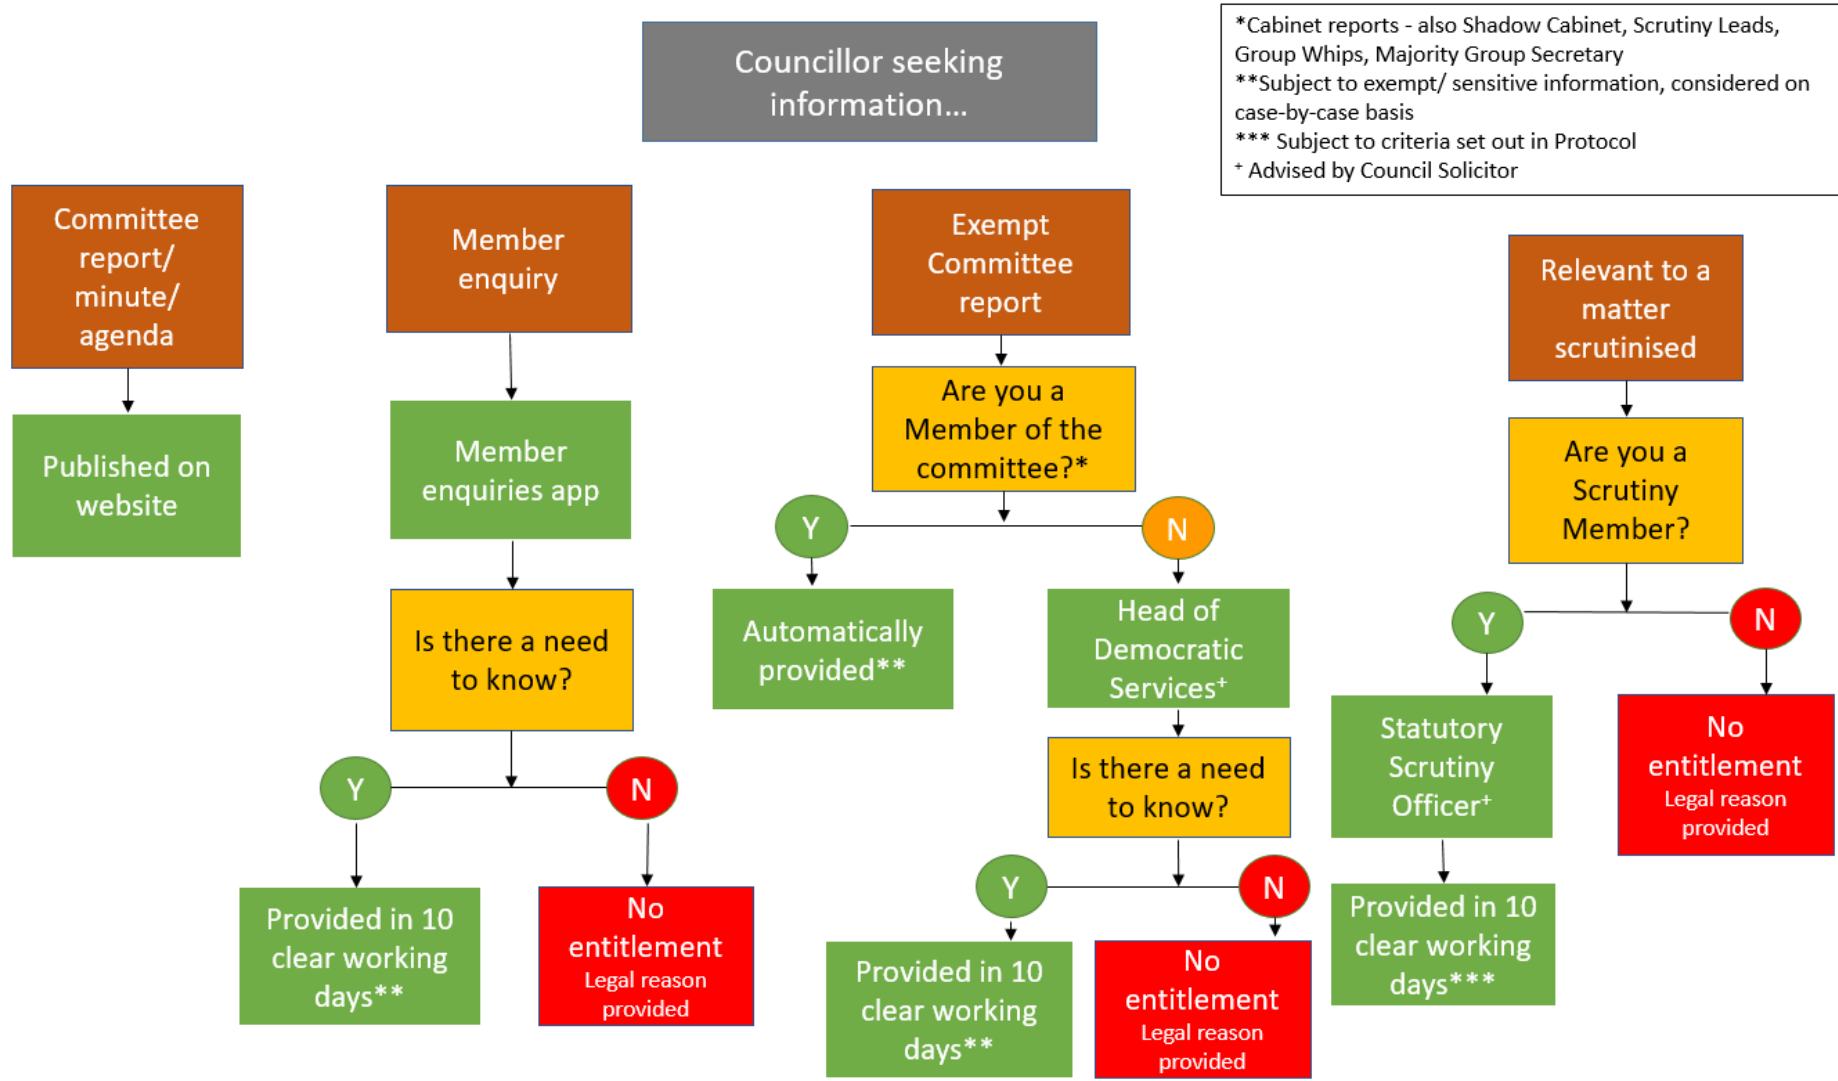 Councillor seeking
information...
*Cabinet reports - also Shadow Cabinet, Scrutiny Leads,
Group Whips, Majority Group Secretary
**Subject to exempt/ sensitive information, considered on
case-by-case basis
*** Subject to criteria set out in Protocol
⁺ Advised by Council Solicitor
Committee
report/
minute/
agenda
Published on
website
Member
enquiry
Member
enquiries app
Is there a need
to know?
Y
N
Provided in 10
clear working
days**
No
entitlement
Legal reason
provided
Exempt
Committee
report
Are you a
Member of the
committee?*
Y
N
Automatically
provided**
Head of
Democratic
Services⁺
Is there a need
to know?
Y
N
Provided in 10
clear working
days**
No
entitlement
Legal reason
provided
Relevant to a
matter
scrutinised
Are you a
Scrutiny
Member?
Y
N
Statutory
Scrutiny
Officer⁺
Provided in 10
clear working
days***
No
entitlement
Legal reason
provided